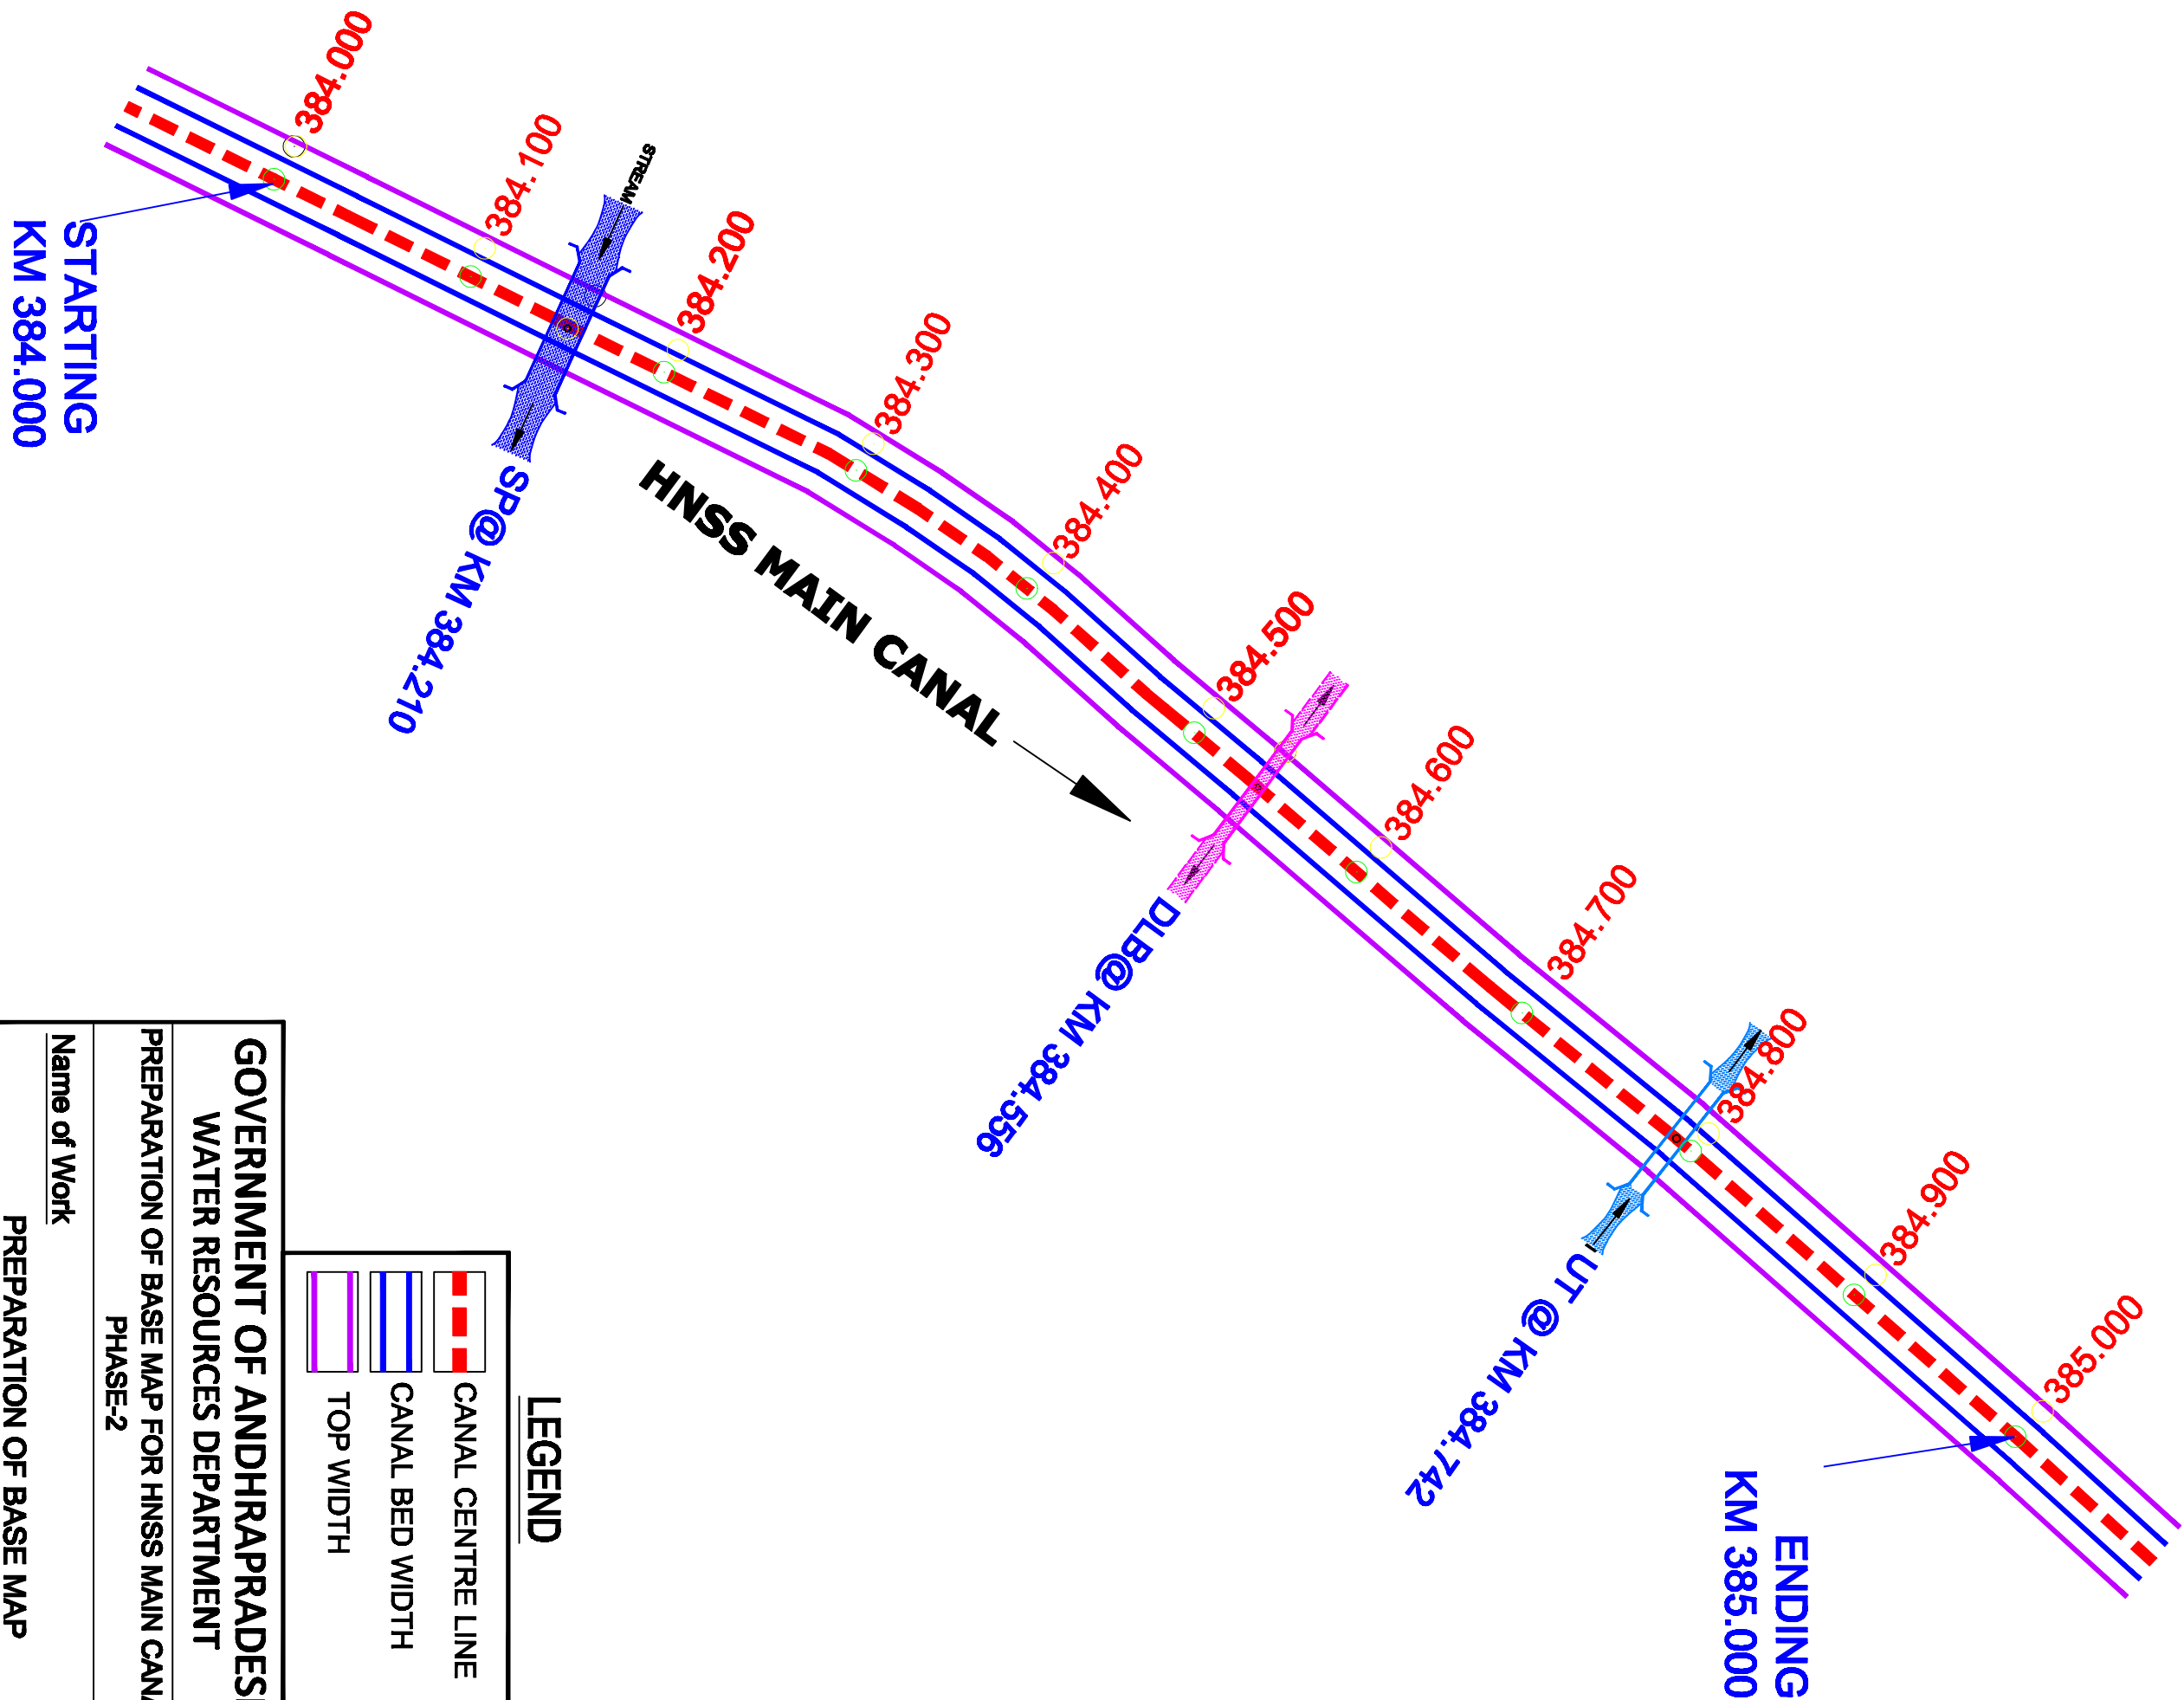 384.000
384.100
384.200
384.300
384.400
384.500
384.600
384.700
384.800
384.900
385.000
STREAM
STARTING
KM 384.000
SP@ KM 384.210
HNSS MAIN CANAL
DLB@ KM 384.556
UT @ KM 384.742
ENDING
KM 385.000
LEGEND
CANAL CENTRE LINE
CANAL BED WIDTH
TOP WIDTH
GOVERNMENT OF ANDHRAPRADES
WATER RESOURCES DEPARTMENT
PREPARATION OF BASE MAP FOR HNSS MAIN CANA
PHASE-2
Name of Work
PREPARATION OF BASE MAP